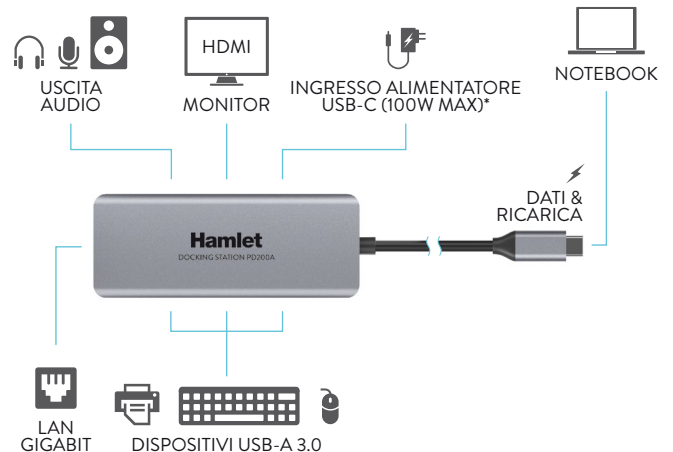 HDMI
USCITA
AUDIO
MONITOR
INGRESSO ALIMENTATORE
USB-C (100W MAX)*
NOTEBOOK
DATI &
RICARICA
Hamlet
DOCKING STATION PD200A
LAN
GIGABIT
DISPOSITIVI USB-A 3.0